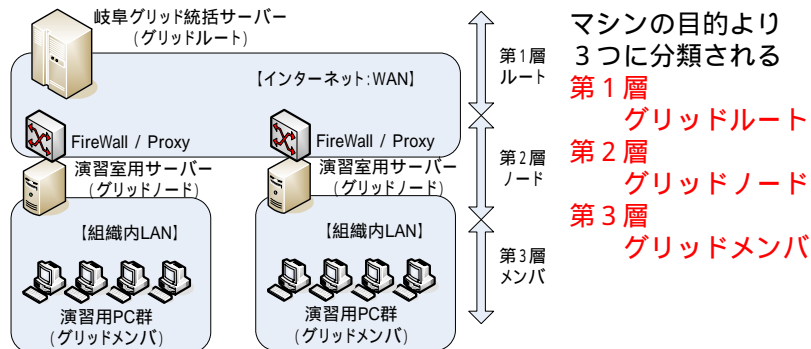 岐阜グリッド統括サーバー
(グリッドルート)
【インターネット:WAN】
FireWall / Proxy
FireWall / Proxy
演習室用サーバー
(グリッドノード)
演習室用サーバー
(グリッドノード)
【組織内LAN】
【組織内LAN】
演習用PC群
(グリッドメンバ)
演習用PC群
(グリッドメンバ)
第1層
ルート
第2層
ノード
第3層
メンバ
マシンの目的より
３つに分類される
第１層
グリッドルート
第２層
グリッドノード
第３層
グリッドメンバ